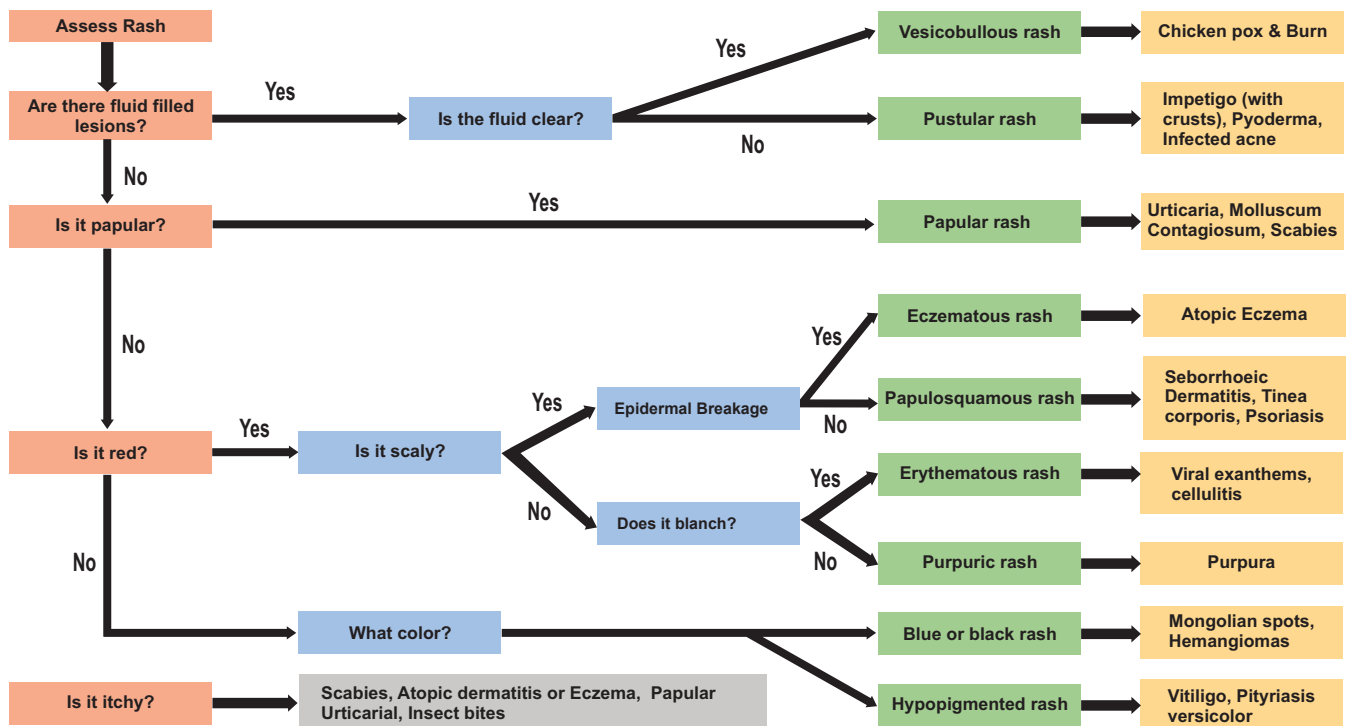 Assess Rash
Yes
Vesicobullous rash
Chicken pox & Burn
Are there fluid filled
lesions?
Yes
Is the fluid clear?
No
Pustular rash
Impetigo (with
crusts), Pyoderma,
Infected acne
No
Is it papular?
Yes
Papular rash
Urticaria, Molluscum
Contagiosum, Scabies
No
Yes
Eczematous rash
Atopic Eczema
Yes
Epidermal Breakage
No
Papulosquamous rash
Seborrhoeic
Dermatitis, Tinea
corporis, Psoriasis
Is it red?
Yes
Is it scaly?
No
Does it blanch?
Yes
Erythematous rash
Viral exanthems,
cellulitis
No
Purpuric rash
Purpura
No
What color?
Blue or black rash
Mongolian spots,
Hemangiomas
Hypopigmented rash
Vitiligo, Pityriasis
versicolor
Is it itchy?
Scabies, Atopic dermatitis or Eczema, Papular
Urticarial, Insect bites